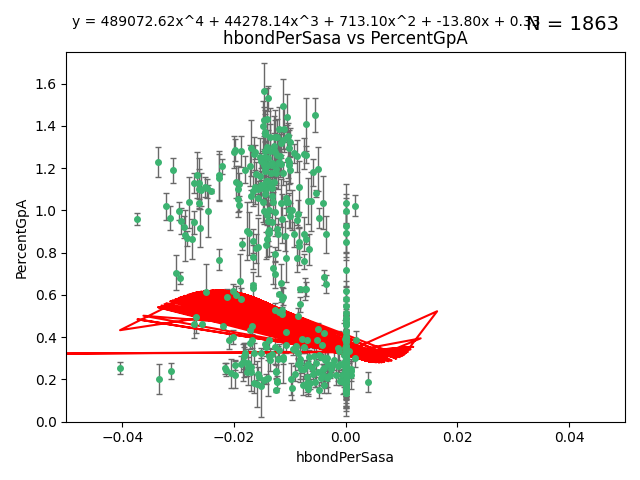 y = 489072.62x^4 + 44278.14x^3 + 713.10x^2 + -13.80x + 0.33
N = 1863
hbondPerSasa vs PercentGpA
1.6
1.4
1.2
1.0
0.8
0.6
0.4
0.2
0.0
PercentGpA
−0.04 −0.02 0.00 0.02 0.04
hbondPerSasa